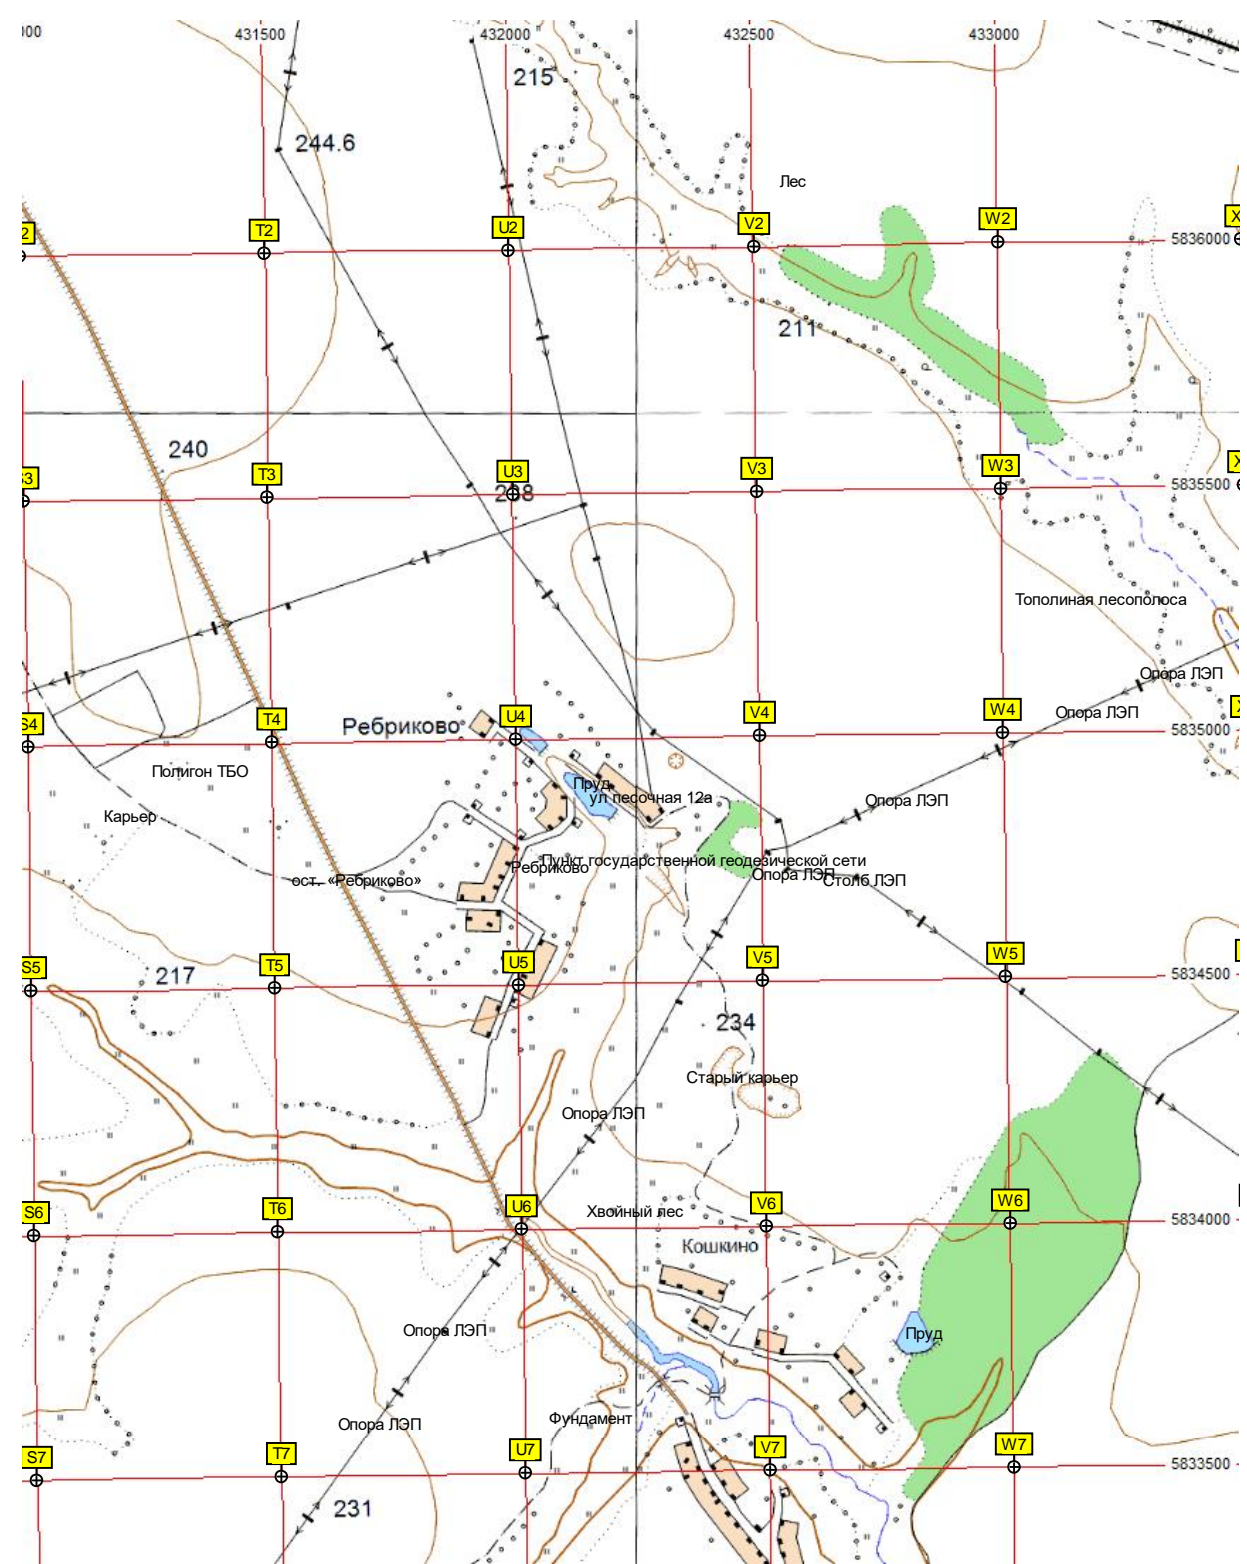 000
431500
432000
432500
433000
215
244.6
Лес
T2
U2
V2
W2
5836000
211
240
T3
U3
V3
W3
5835500
238
Тополиная лесополоса
Опора ЛЭП
Опора ЛЭП
S4
T4
Ребриково
U4
V4
W4
5835000
Полигон ТБО
Пруд
ул песочная 12а
Опора ЛЭП
Карьер
Пункт государственной геодезической сети
Ребриково
ост. «Ребриково»
Опора ЛЭП
Столб ЛЭП
S5
T5
U5
V5
W5
5834500
217
234
Старый карьер
Опора ЛЭП
S6
T6
U6
V6
W6
5834000
Хвойный лес
Кошкино
Опора ЛЭП
Пруд
Опора ЛЭП
Фундамент
S7
T7
U7
V7
W7
5833500
231